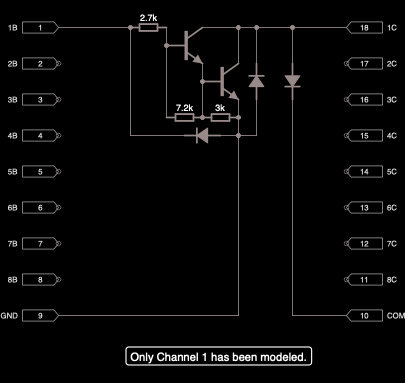 2.7k
1B 1 18 1C
2B 2 17 2C
3B 3 16 3C
4B 4 15 4C
5B 5 14 5C
6B 6 13 6C
7B 7 12 7C
8B 8 11 8C
GND 9 10 COM
7.2k 3k
Only Channel 1 has been modeled.